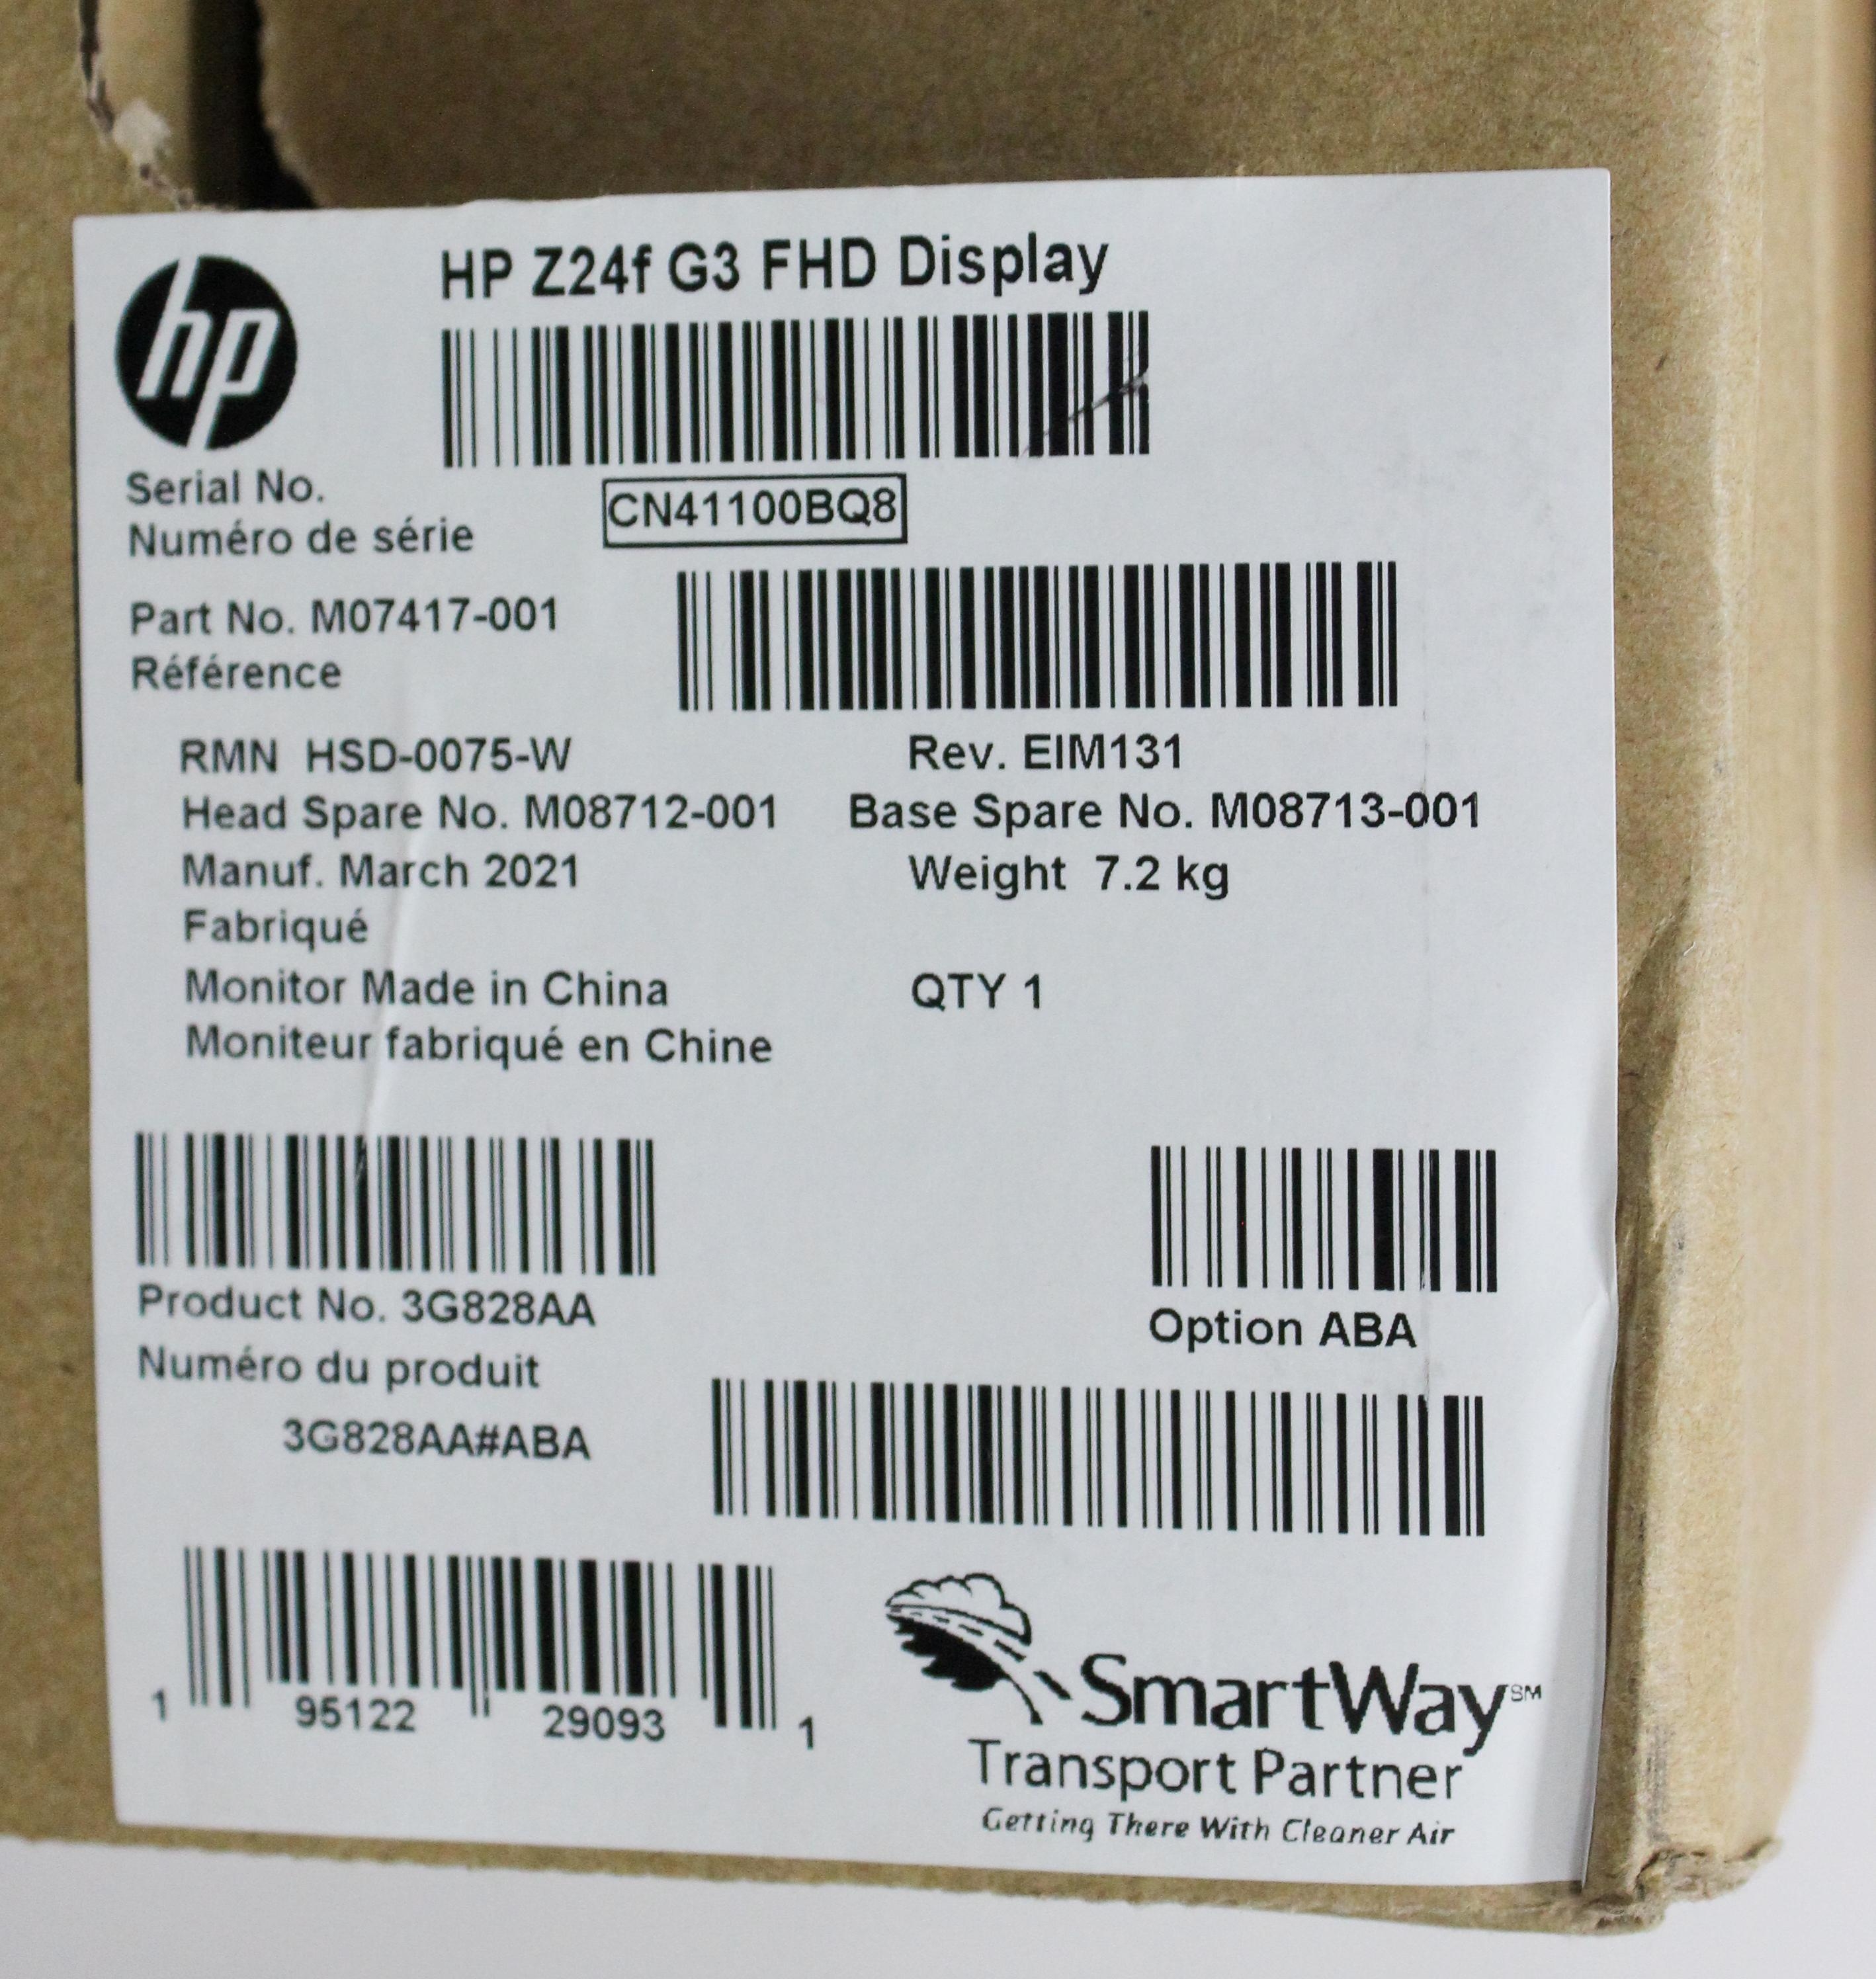 hp
HP Z24f G3 FHD Display
Serial No.
Numéro de série
CN41100BQ8
Part No. M07417-001
Référence
RMN HSD-0075-W
Rev. EIM131
Head Spare No. M08712-001
Base Spare No. M08713-001
Manuf. March 2021
Weight 7.2 kg
Fabriqué
Monitor Made in China
QTY 1
Moniteur fabriqué en Chine
Product No. 3G828AA
Option ABA
Numéro du produit
3G828AA#ABA
1 95122 29093 1
SmartWay℠
Transport Partner
Getting There With Cleaner Air